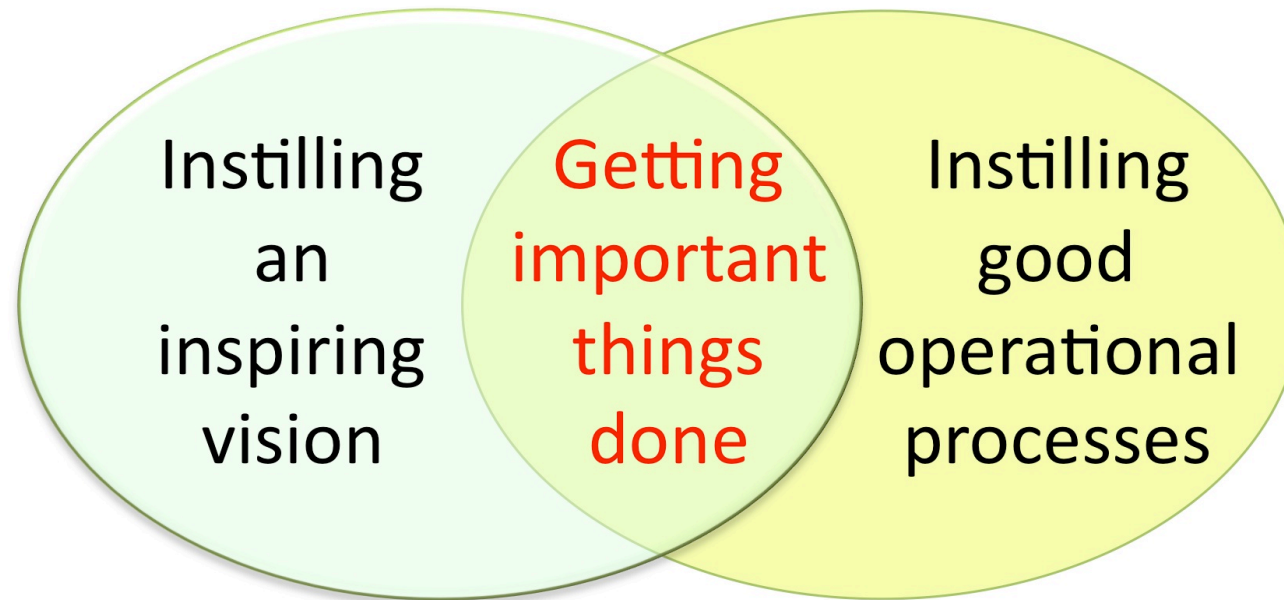 Instilling
an
inspiring
vision
Getting
important
things
done
Instilling
good
operational
processes